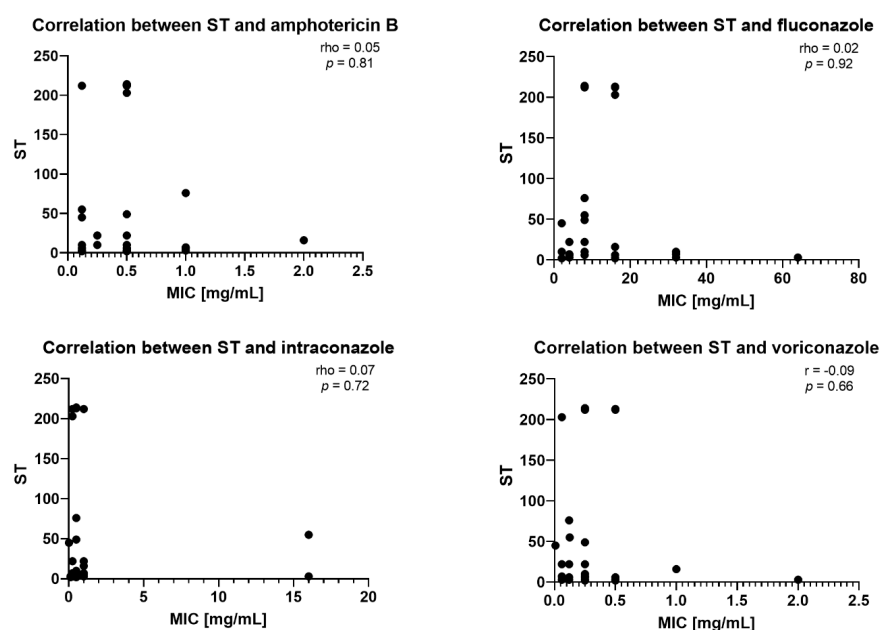 Correlation between ST and amphotericin B
rho = 0.05
p = 0.81
250
200
150
100
50
0
ST
0.0 0.5 1.0 1.5 2.0 2.5
MIC [mg/mL]
Correlation between ST and fluconazole
rho = 0.02
p = 0.92
250
200
150
100
50
0
ST
0 20 40 60 80
MIC [mg/mL]
Correlation between ST and intraconazole
rho = 0.07
p = 0.72
250
200
150
100
50
0
ST
0 5 10 15 20
MIC [mg/mL]
Correlation between ST and voriconazole
r = -0.09
p = 0.66
250
200
150
100
50
0
ST
0.0 0.5 1.0 1.5 2.0 2.5
MIC [mg/mL]